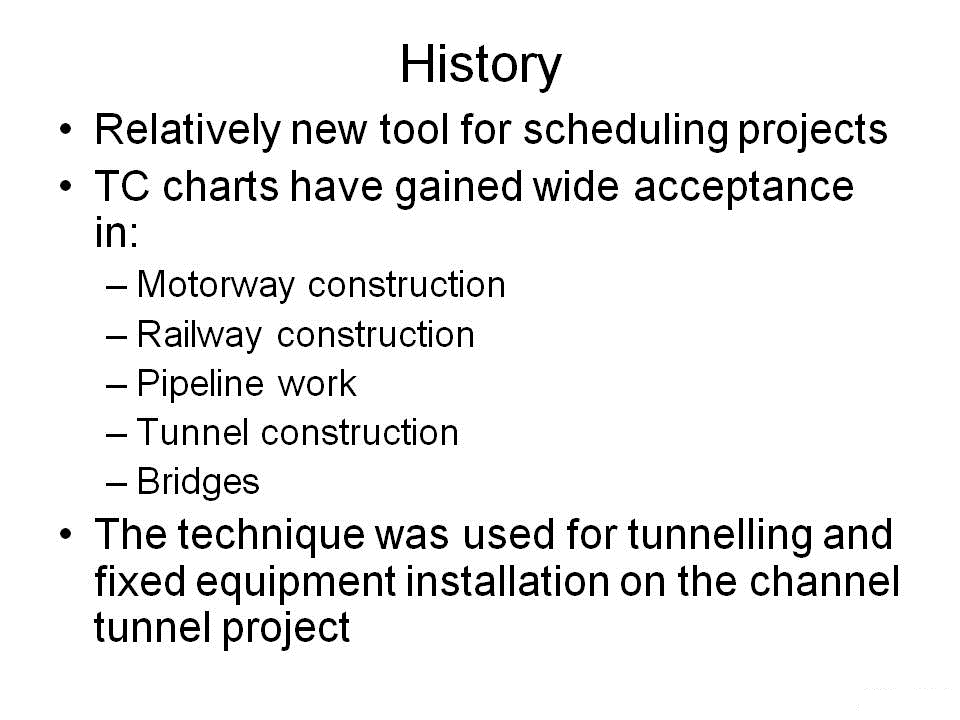 History
• Relatively new tool for scheduling projects
• TC charts have gained wide acceptance
in:
– Motorway construction
– Railway construction
– Pipeline work
– Tunnel construction
– Bridges
• The technique was used for tunnelling and
fixed equipment installation on the channel
tunnel project